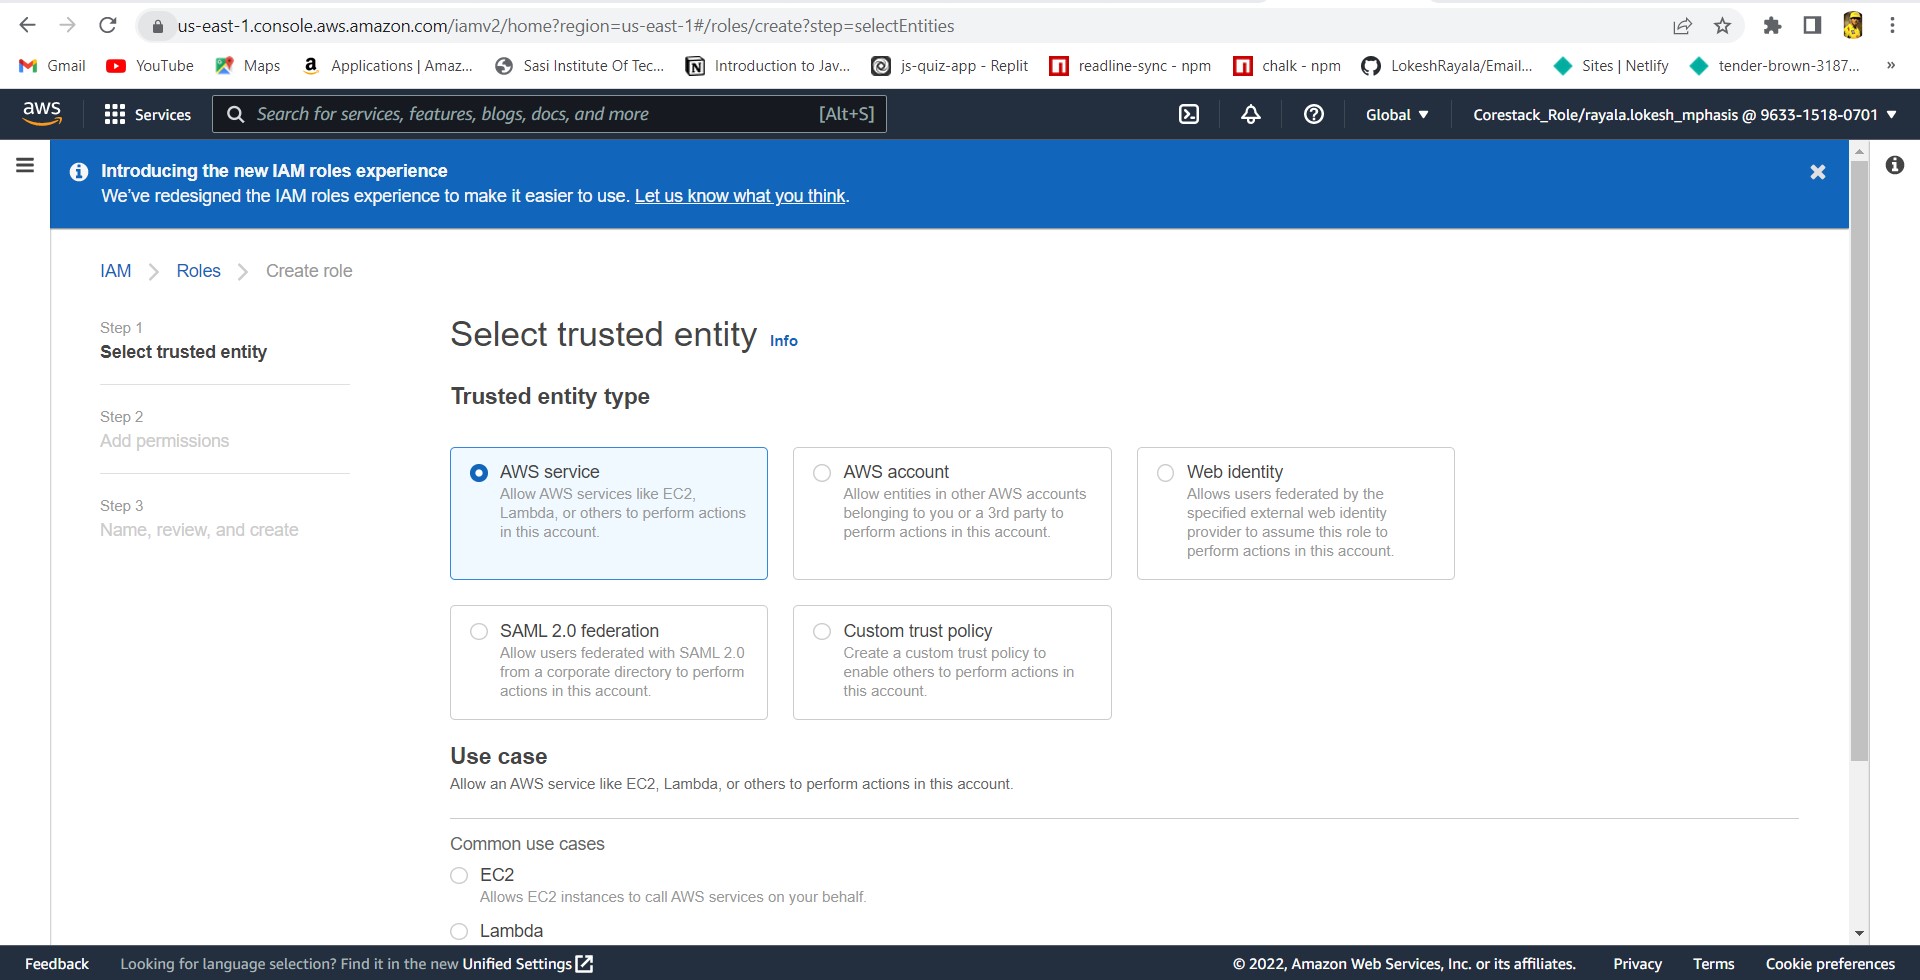 us-east-1.console.aws.amazon.com/iamv2/home?region=us-east-1#/roles/create?step=selectEntities
Gmail YouTube Maps Applications | Amaz... Sasi Institute Of Tec... Introduction to Jav... js-quiz-app - Replit readline-sync - npm chalk - npm LokeshRayala/Email... Sites | Netlify tender-brown-3187... »
aws Services Search for services, features, blogs, docs, and more [Alt+S] Global ▼ Corestack_Role/rayala.lokesh_mphasis @ 9633-1518-0701 ▼
Introducing the new IAM roles experience
We've redesigned the IAM roles experience to make it easier to use. Let us know what you think.
IAM > Roles > Create role
Step 1
Select trusted entity
Step 2
Add permissions
Step 3
Name, review, and create
Select trusted entity Info
Trusted entity type
AWS service
Allow AWS services like EC2,
Lambda, or others to perform actions
in this account.
AWS account
Allow entities in other AWS accounts
belonging to you or a 3rd party to
perform actions in this account.
Web identity
Allows users federated by the
specified external web identity
provider to assume this role to
perform actions in this account.
SAML 2.0 federation
Allow users federated with SAML 2.0
from a corporate directory to perform
actions in this account.
Custom trust policy
Create a custom trust policy to
enable others to perform actions in
this account.
Use case
Allow an AWS service like EC2, Lambda, or others to perform actions in this account.
Common use cases
EC2
Allows EC2 instances to call AWS services on your behalf.
Lambda
Feedback Looking for language selection? Find it in the new Unified Settings © 2022, Amazon Web Services, Inc. or its affiliates. Privacy Terms Cookie preferences